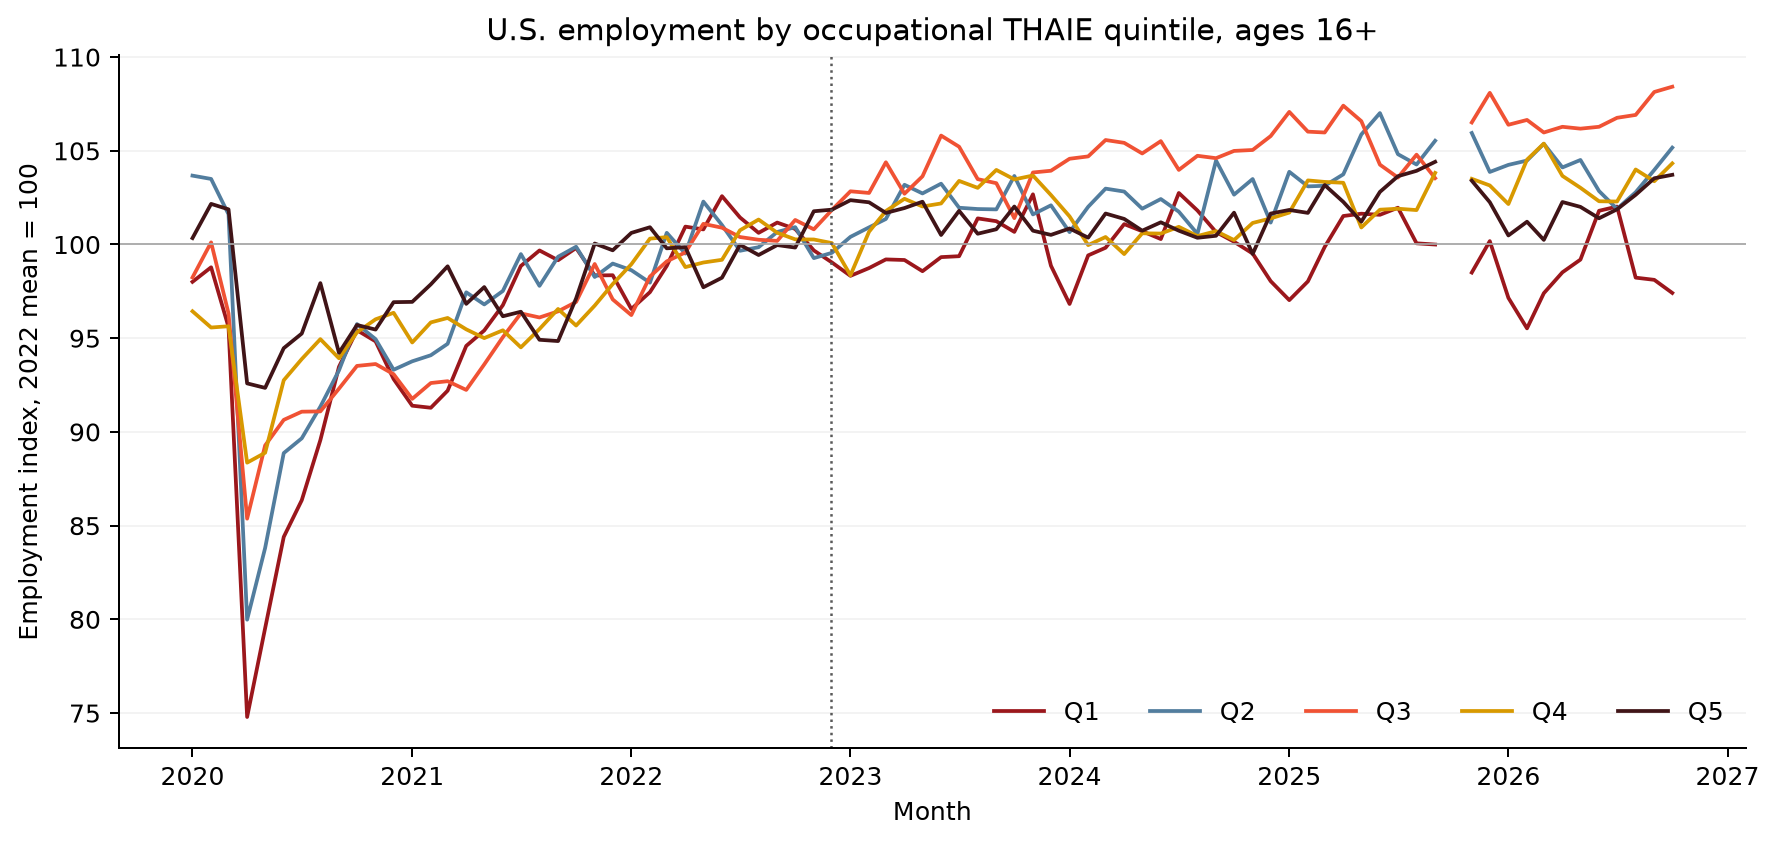 U.S. employment by occupational THAIE quintile, ages 16+
Employment index, 2022 mean = 100
110
105
100
95
90
85
80
75
Q1 Q2 Q3 Q4 Q5
2020 2021 2022 2023 2024 2025 2026 2027
Month